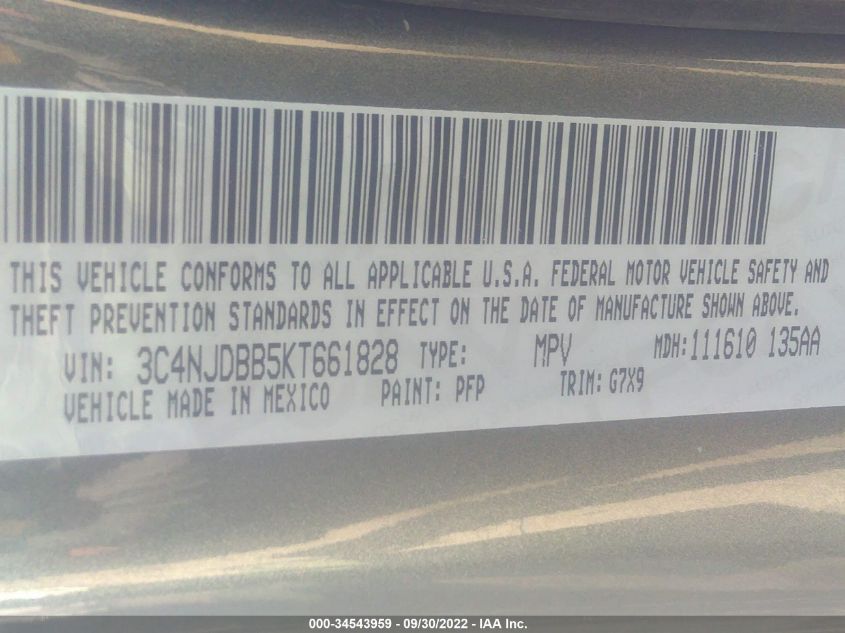 THIS VEHICLE CONFORMS TO ALL APPLICABLE U.S.A. FEDERAL MOTOR VEHICLE SAFETY AND
THEFT PREVENTION STANDARDS IN EFFECT ON THE DATE OF MANUFACTURE SHOWN ABOVE.
VIN: 3C4NJDBB5KT661828 TYPE: MPV MDH: 111610 135AA
VEHICLE MADE IN MEXICO PAINT: PFP TRIM: G7X9
000-34543959 - 09/30/2022 - IAA Inc.